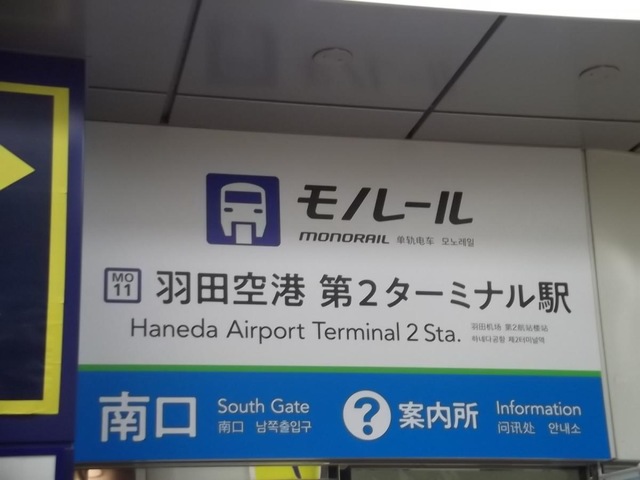 モノレール
MONORAIL 单轨电车 모노레일
MO 11 羽田空港 第2ターミナル駅
Haneda Airport Terminal 2 Sta. 羽田机场 第2航站楼站
하네다공항 제2터미널역
南口 South Gate ? 案内所 Information
南口 남쪽출입구 问讯处 안내소